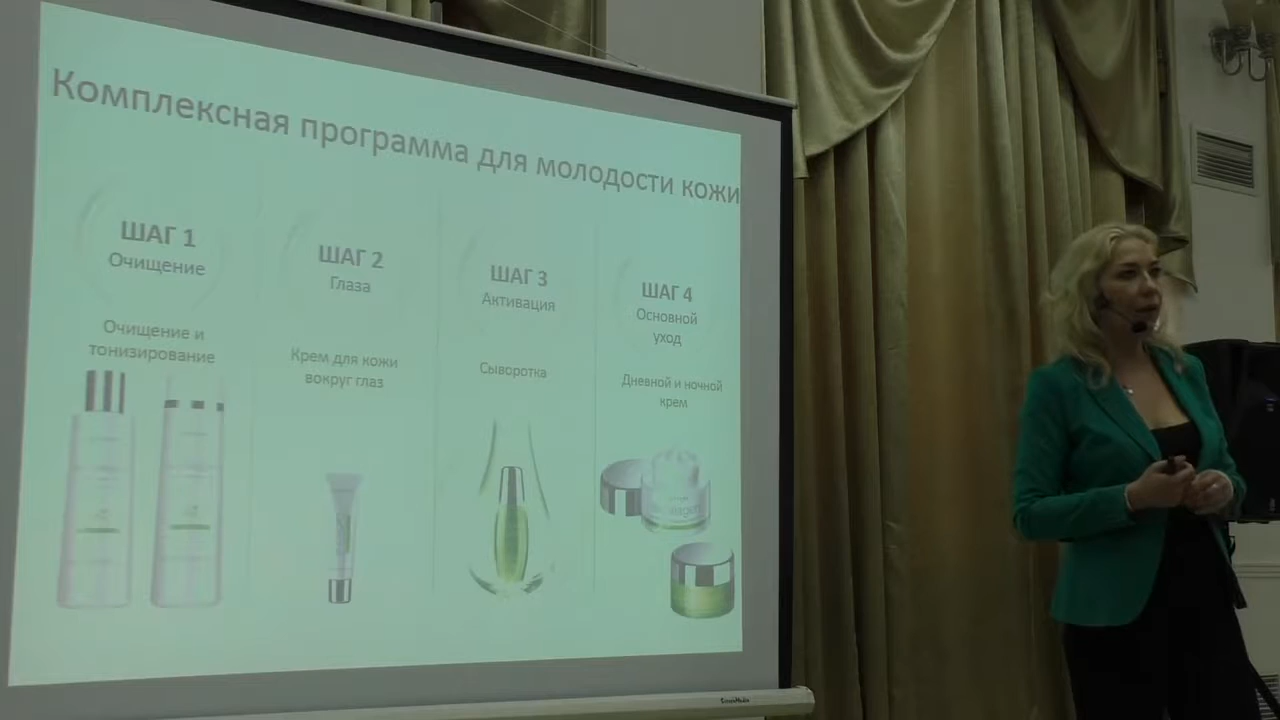 Комплексная программа для молодости кожи
ШАГ 1
Очищение
Очищение и
тонизирование
ШАГ 2
Глаза
Крем для кожи
вокруг глаз
ШАГ 3
Активация
Сыворотка
ШАГ 4
Основной
уход
Дневной и ночной
крем
ScreenMedia